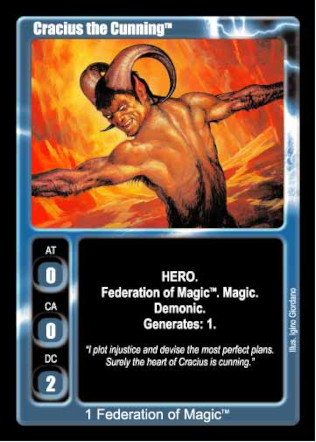 Cracius the Cunning™
AT
0
CA
0
DC
2
HERO.
Federation of Magic™. Magic.
Demonic.
Generates: 1.
"I plot injustice and devise the most perfect plans.
Surely the heart of Cracius is cunning."
Illus. Igino Giordano
1 Federation of Magic™